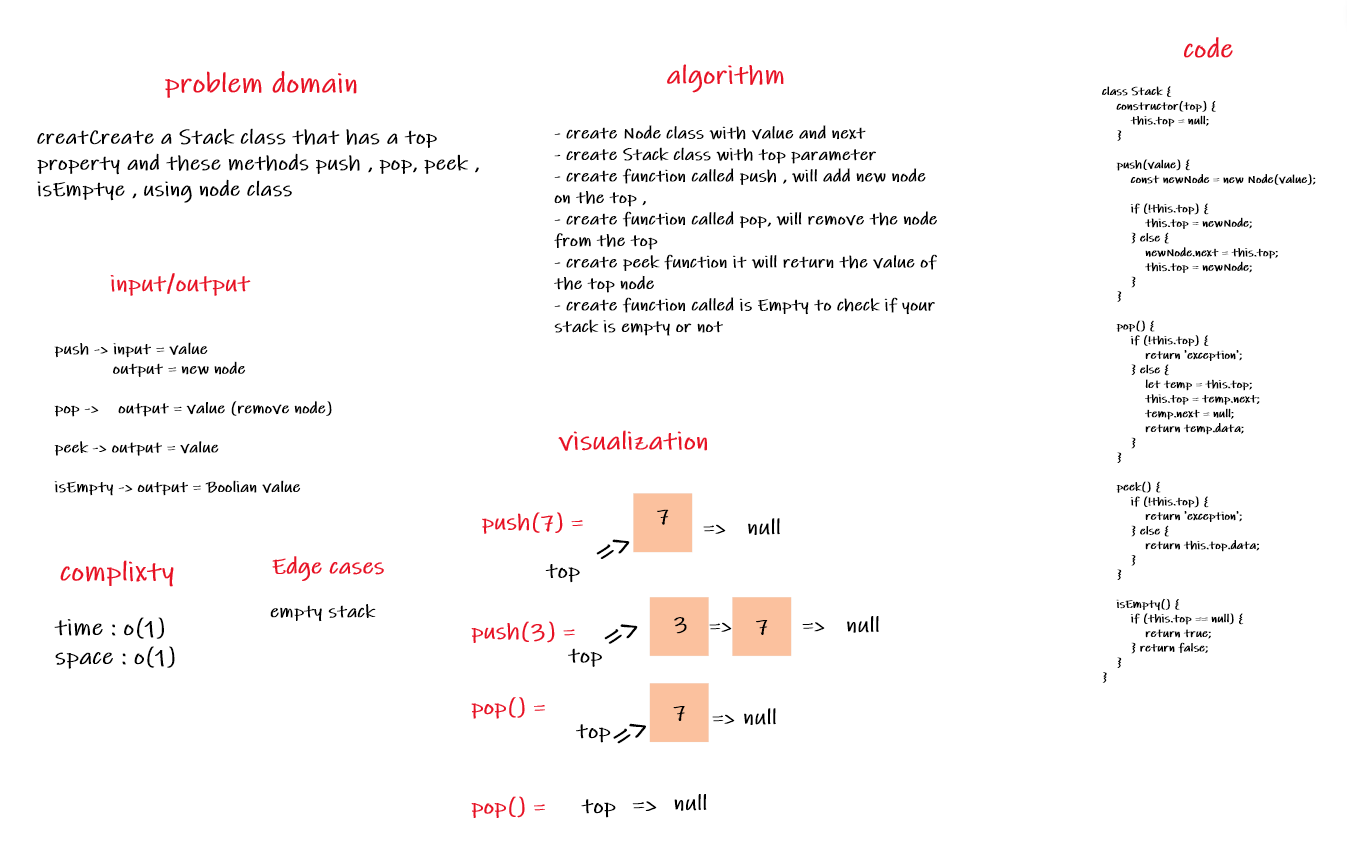 problem domain
creatCreate a Stack class that has a top
property and these methods push , pop, peek ,
isEmptye , using node class
input/output
push -> input = value
output = new node
pop -> output = value (remove node)
peek -> output = value
isEmpty -> output = Boolian value
complixty
time : o(1)
space : o(1)
Edge cases
empty stack
algorithm
- create Node class with value and next
- create Stack class with top parameter
- create function called push , will add new node
on the top ,
- create function called pop, will remove the node
from the top
- create peek function it will return the value of
the top node
- create function called is Empty to check if your
stack is empty or not
visualization
push(7) =
7
=> null
top
push(3) =
3
=>
7
=> null
top
pop() =
7
=> null
top
pop() = top => null
code
class Stack {
constructor(top) {
this.top = null;
}
push(value) {
const newNode = new Node(value);
if (!this.top) {
this.top = newNode;
} else {
newNode.next = this.top;
this.top = newNode;
}
}
pop() {
if (!this.top) {
return 'exception';
} else {
let temp = this.top;
this.top = temp.next;
temp.next = null;
return temp.data;
}
}
peek() {
if (!this.top) {
return 'exception';
} else {
return this.top.data;
}
}
isEmpty() {
if (this.top == null) {
return true;
} return false;
}
}